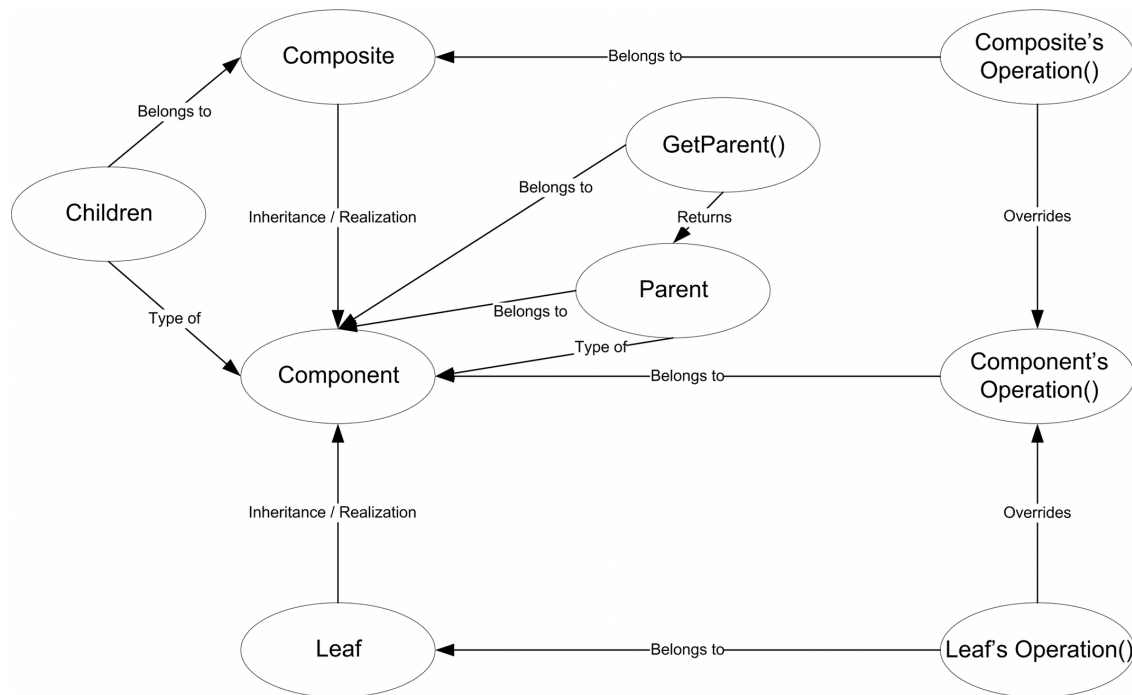 Composite
Belongs to
Composite's
Operation()
Belongs to
GetParent()
Belongs to
Children
Inheritance / Realization
Returns
Overrides
Parent
Belongs to
Type of
Type of
Component
Belongs to
Component's
Operation()
Inheritance / Realization
Overrides
Leaf
Belongs to
Leaf's Operation()